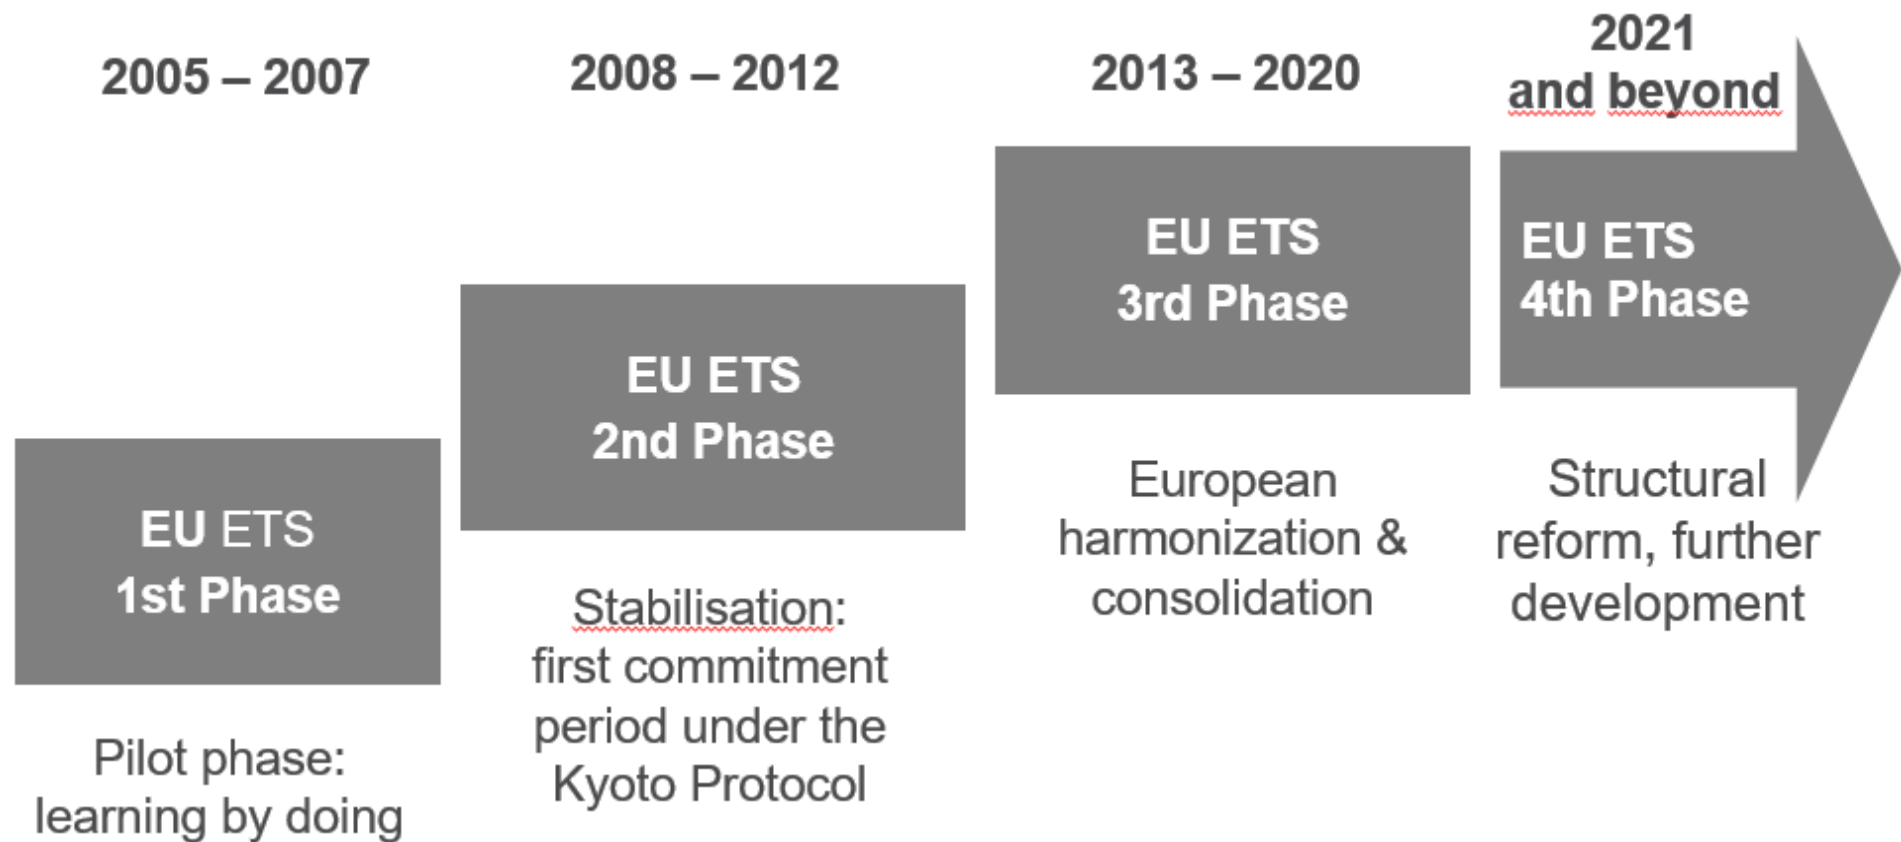 2005 – 2007
EU ETS
1st Phase
Pilot phase:
learning by doing
2008 – 2012
EU ETS
2nd Phase
Stabilisation:
first commitment
period under the
Kyoto Protocol
2013 – 2020
EU ETS
3rd Phase
European
harmonization &
consolidation
2021
and beyond
EU ETS
4th Phase
Structural
reform, further
development